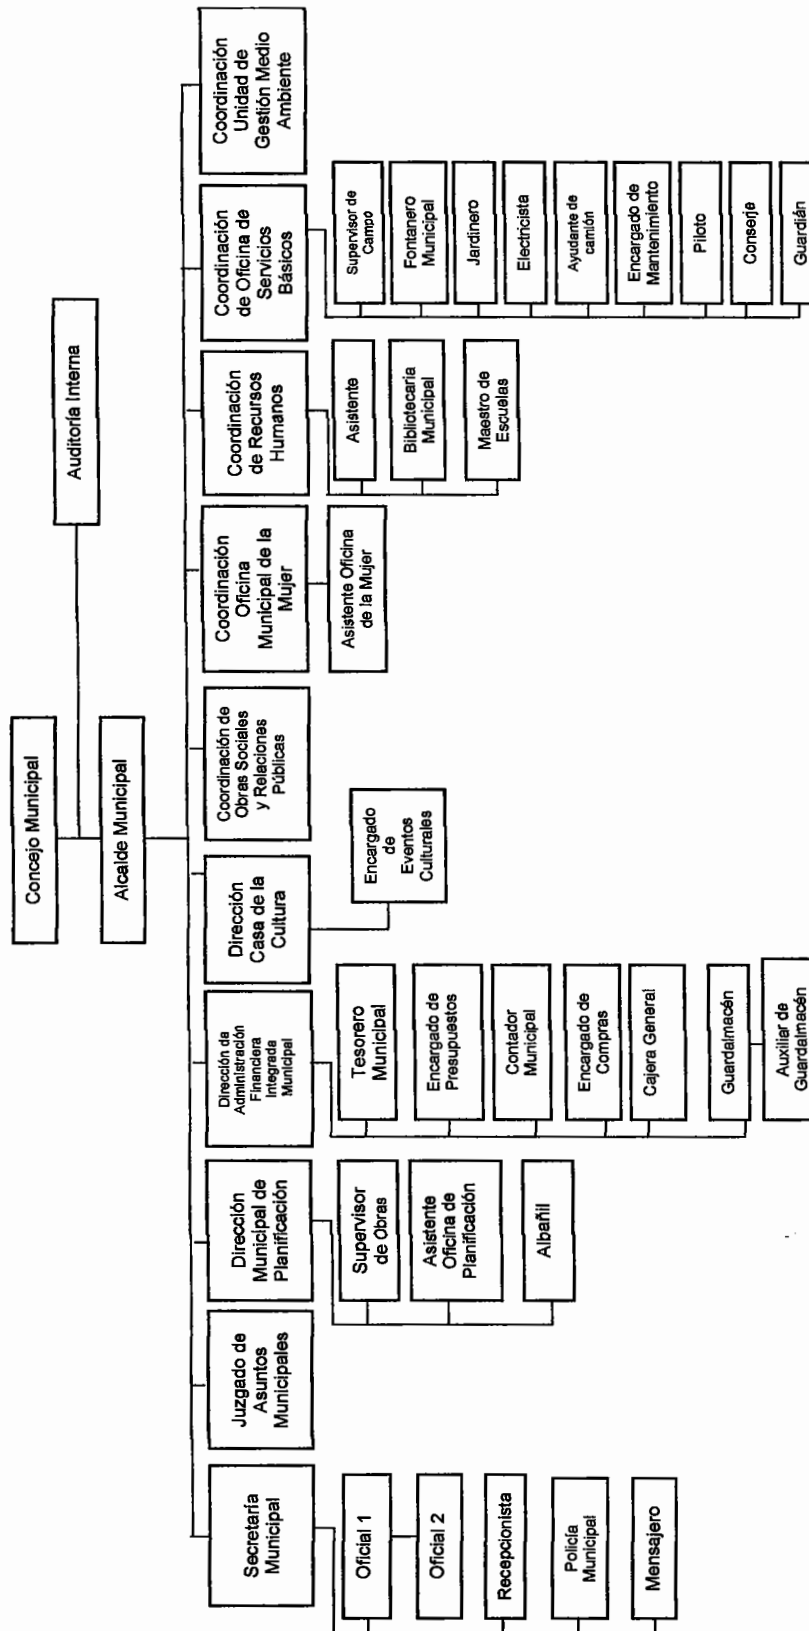 Concejo Municipal
Auditoría Interna
Alcalde Municipal
Secretaría
Municipal
Oficial 1
Oficial 2
Recepcionista
Policía
Municipal
Mensajero
Juzgado de
Asuntos
Municipales
Dirección
Municipal de
Planificación
Supervisor
de Obras
Asistente
Oficina de
Planificación
Albañil
Dirección da
Administración
Financiera
Integrada
Municipal
Tesorero
Municipal
Encargado de
Presupuestos
Contador
Municipal
Encargado de
Compras
Cajera General
Guardalmacén
Auxiliar de
Guardalmacén
Dirección
Casa de la
Cultura
Encargado
de
Eventos
Culturales
Coordinación de
Obras Sociales
y Relaciones
Públicas
Coordinación
Oficina
Municipal de la
Mujer
Asistente Oficina
de la Mujer
Coordinación
de Recursos
Humanos
Asistente
Bibliotecaria
Municipal
Maestro de
Escuelas
Coordinación
de Oficina de
Servicios
Básicos
Supervisor de
Campo
Fontanero
Municipal
Jardinero
Electricista
Ayudante de
camión
Encargado de
Mantenimiento
Piloto
Conserje
Guardián
Coordinación
Unidad de
Gestión Medio
Ambiente